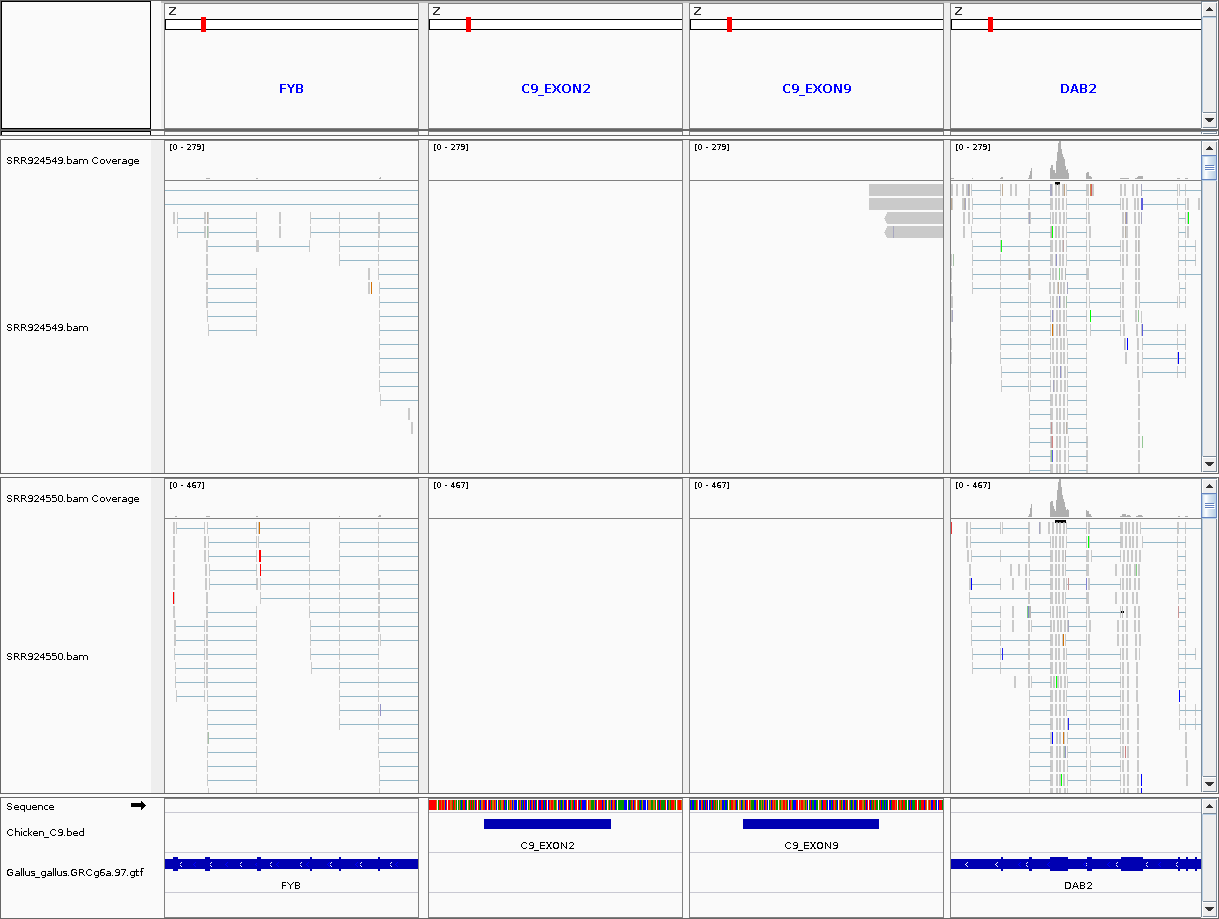 Z Z Z Z
FYB C9_EXON2 C9_EXON9 DAB2
SRR924549.bam Coverage [0 - 279] [0 - 279] [0 - 279] [0 - 279]
SRR924549.bam
SRR924550.bam Coverage [0 - 467] [0 - 467] [0 - 467] [0 - 467]
SRR924550.bam
Sequence
Chicken_C9.bed
C9_EXON2 C9_EXON9
Gallus_gallus.GRCg6a.97.gtf
FYB DAB2